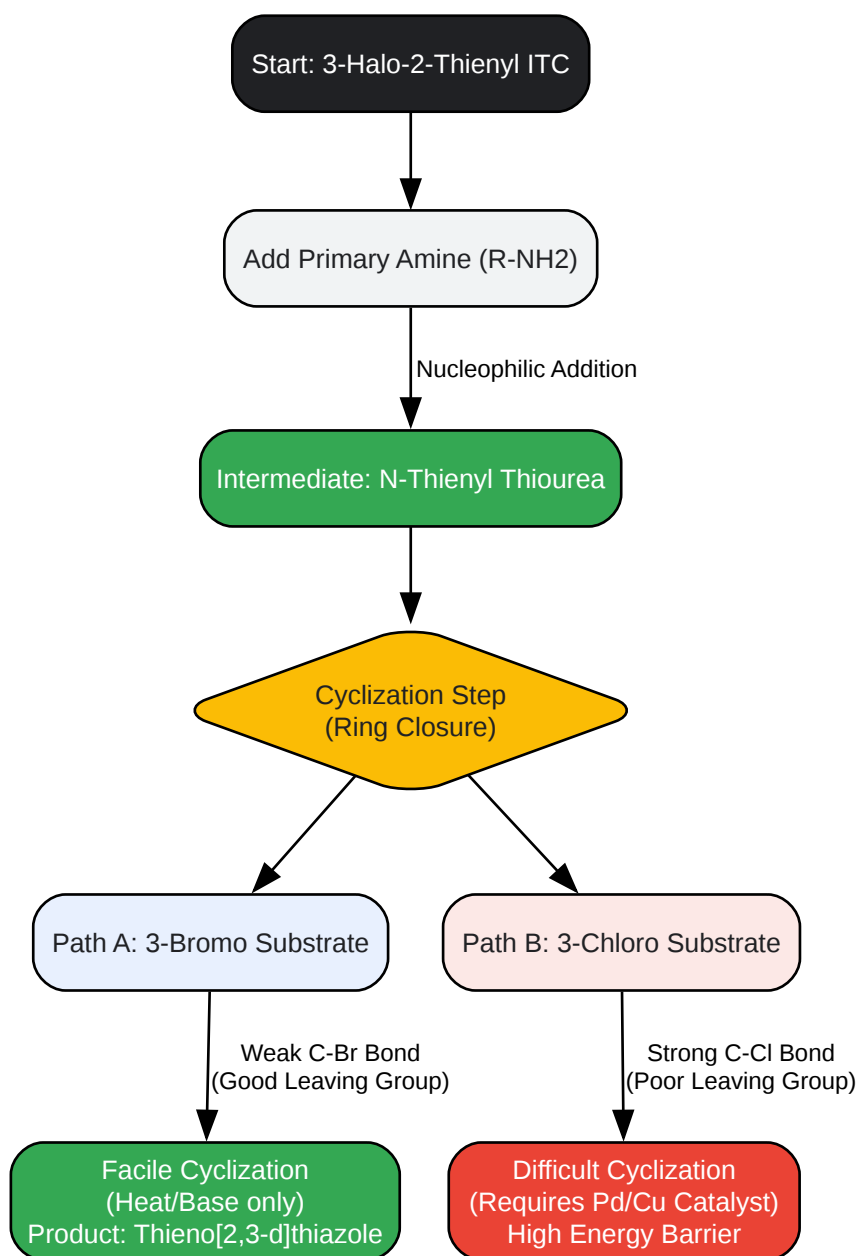 Start: 3-Halo-2-Thienyl ITC
Add Primary Amine (R-NH2)
Nucleophilic Addition
Intermediate: N-Thienyl Thiourea
Cyclization Step
(Ring Closure)
Path A: 3-Bromo Substrate
Path B: 3-Chloro Substrate
Weak C-Br Bond
(Good Leaving Group)
Strong C-Cl Bond
(Poor Leaving Group)
Facile Cyclization
(Heat/Base only)
Product: Thieno[2,3-d]thiazole
Difficult Cyclization
(Requires Pd/Cu Catalyst)
High Energy Barrier